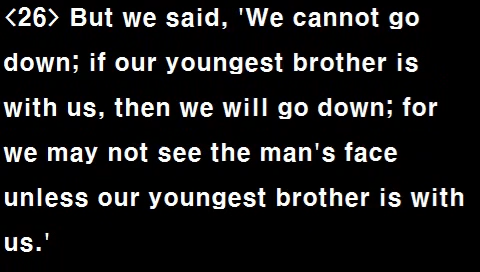 <26> But we said, 'We cannot go
down; if our youngest brother is
with us, then we will go down; for
we may not see the man's face
unless our youngest brother is with
us.'